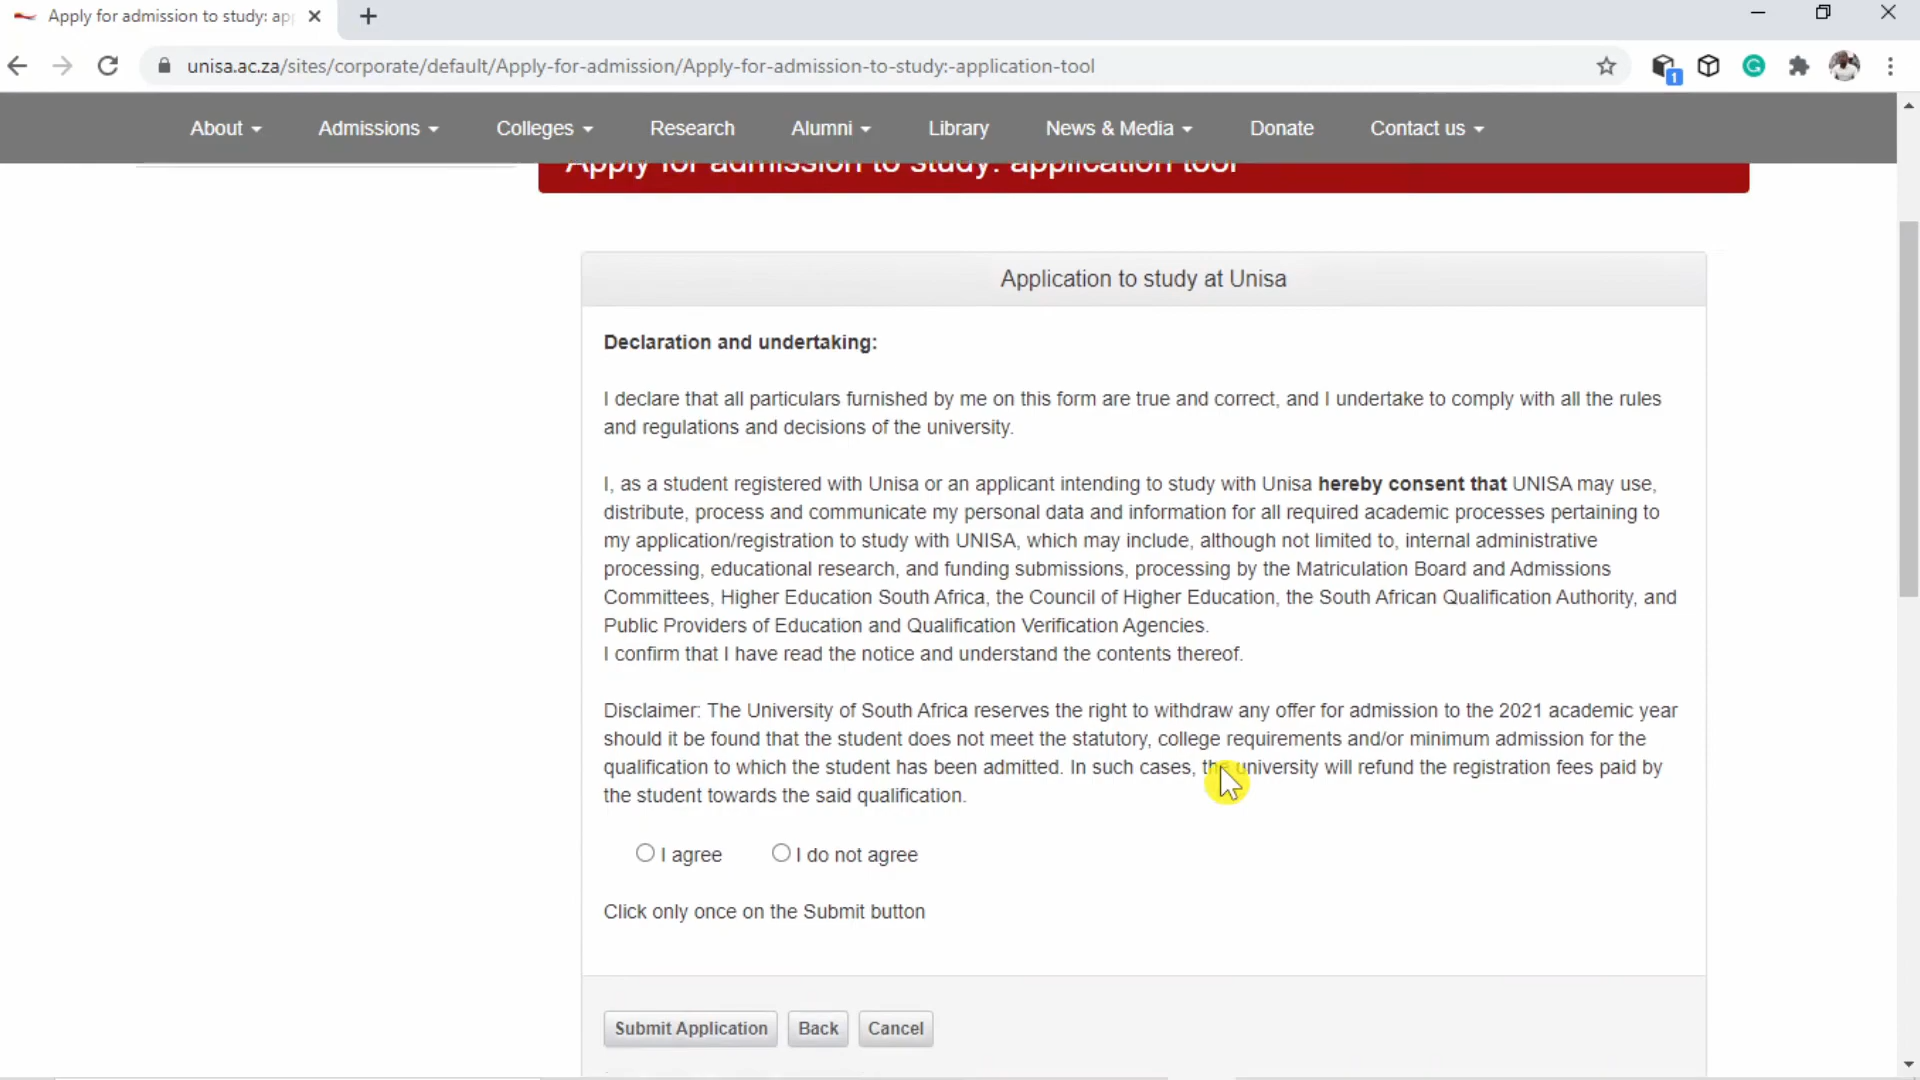 Apply for admission to study: ap
unisa.ac.za/sites/corporate/default/Apply-for-admission/Apply-for-admission-to-study:-application-tool
1
About
Admissions
Colleges
Research
Alumni
Library
News & Media
Donate
Contact us
Apply for admission to study: application tool
Application to study at Unisa
Declaration and undertaking:
I declare that all particulars furnished by me on this form are true and correct, and I undertake to comply with all the rules
and regulations and decisions of the university.
I, as a student registered with Unisa or an applicant intending to study with Unisa hereby consent that UNISA may use,
distribute, process and communicate my personal data and information for all required academic processes pertaining to
my application/registration to study with UNISA, which may include, although not limited to, internal administrative
processing, educational research, and funding submissions, processing by the Matriculation Board and Admissions
Committees, Higher Education South Africa, the Council of Higher Education, the South African Qualification Authority, and
Public Providers of Education and Qualification Verification Agencies.
I confirm that I have read the notice and understand the contents thereof.
Disclaimer: The University of South Africa reserves the right to withdraw any offer for admission to the 2021 academic year
should it be found that the student does not meet the statutory, college requirements and/or minimum admission for the
qualification to which the student has been admitted. In such cases, the university will refund the registration fees paid by
the student towards the said qualification.
I agree
I do not agree
Click only once on the Submit button
Submit Application
Back
Cancel